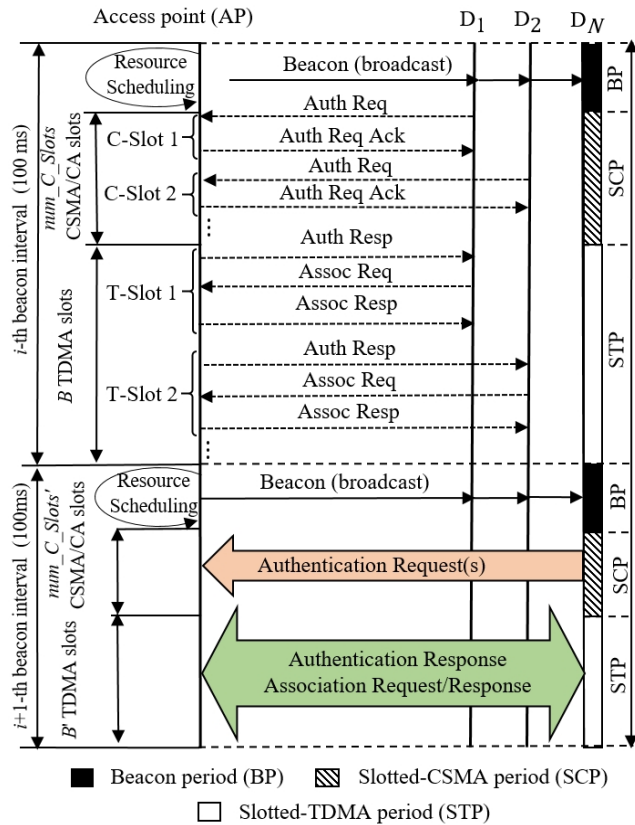 Access point (AP)
D1
D2
DN
Resource
Scheduling
Beacon (broadcast)
BP
i-th beacon interval (100 ms)
num_C_Slots
CSMA/CA slots
C-Slot 1
Auth Req
Auth Req Ack
C-Slot 2
Auth Req
Auth Req Ack
⋮
SCP
B TDMA slots
T-Slot 1
Auth Resp
Assoc Req
Assoc Resp
T-Slot 2
Auth Resp
Assoc Req
Assoc Resp
⋮
STP
i+1-th beacon interval (100ms)
Resource
Scheduling
Beacon (broadcast)
BP
num_C_Slots'
CSMA/CA slots
Authentication Request(s)
SCP
B' TDMA slots
Authentication Response
Association Request/Response
STP
Beacon period (BP)
Slotted-CSMA period (SCP)
Slotted-TDMA period (STP)